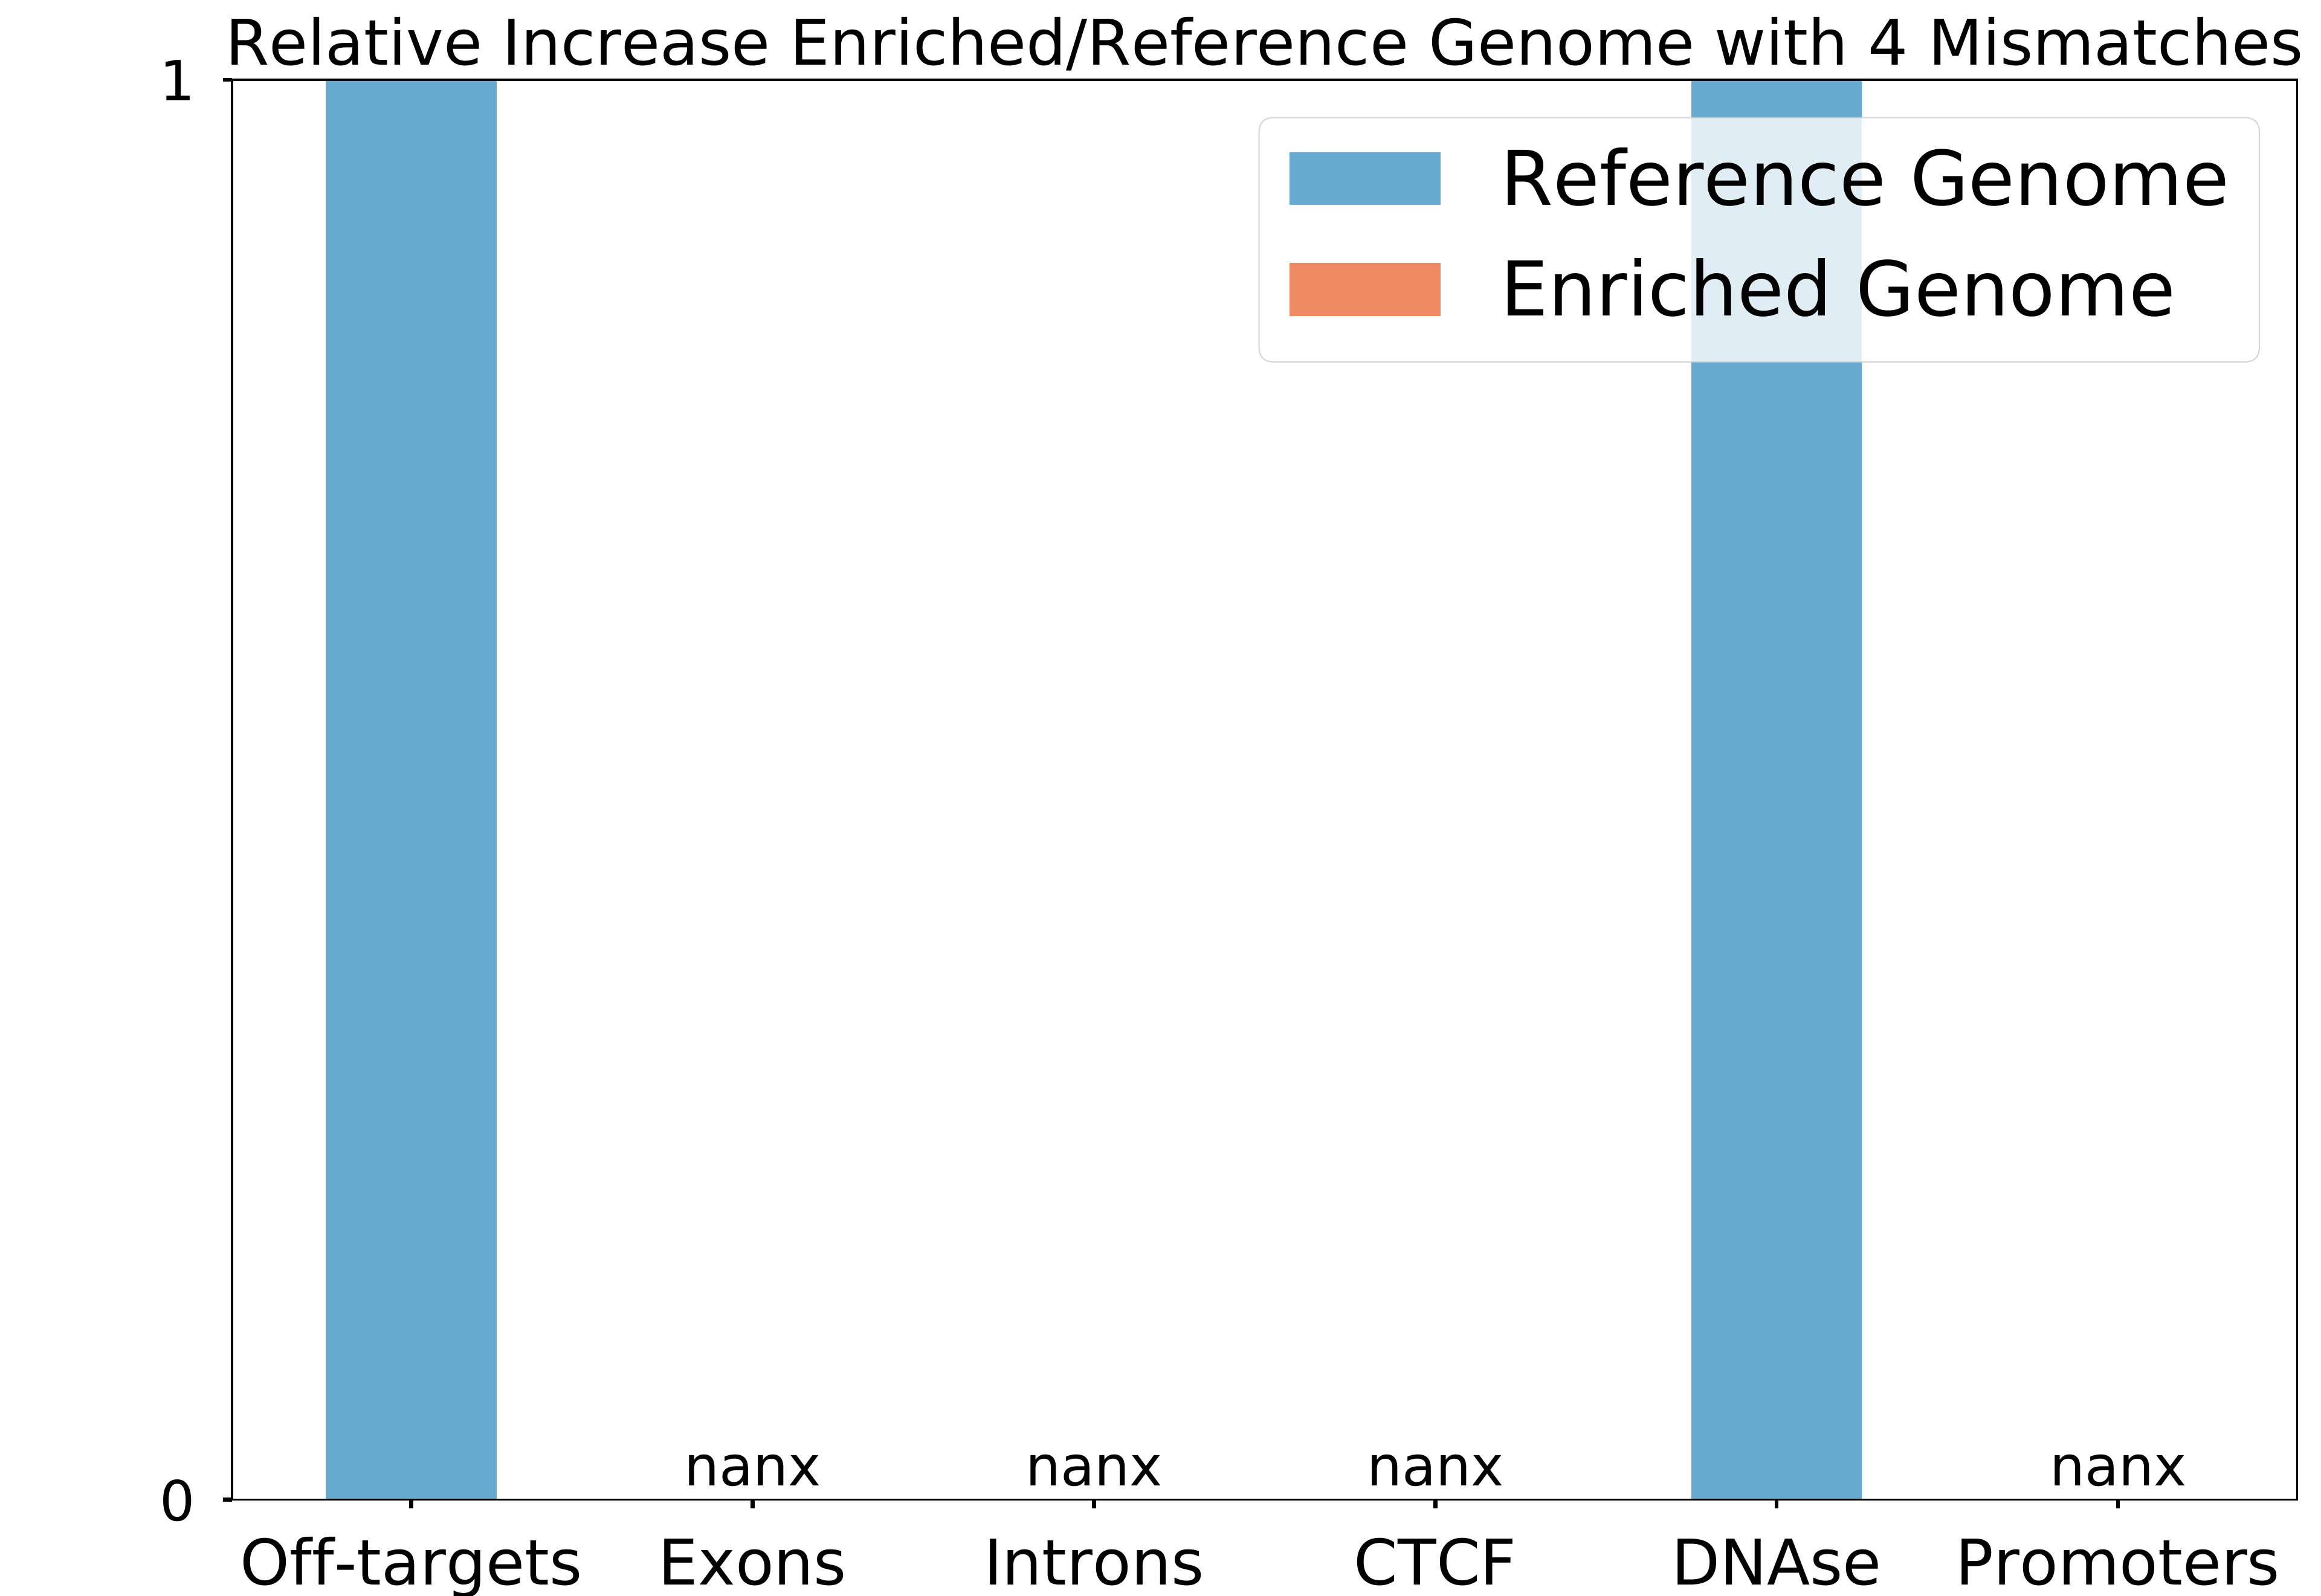 Relative Increase Enriched/Reference Genome with 4 Mismatches
1
Reference Genome
Enriched Genome
nanx nanx nanx nanx
0
Off-targets Exons Introns CTCF DNAse Promoters